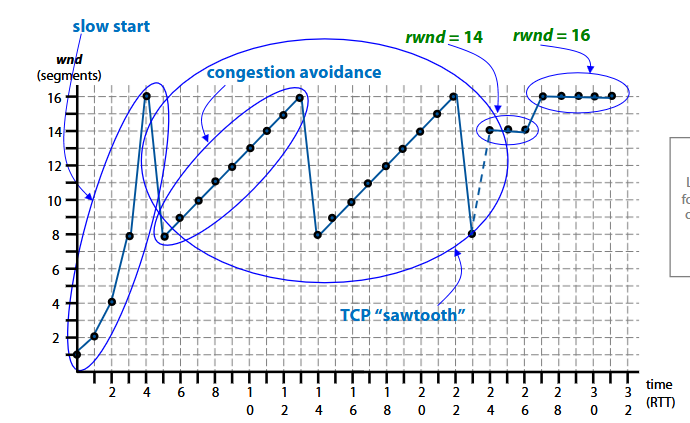 slow start
rwnd = 14
rwnd = 16
wnd
(segments)
congestion avoidance
16
14
12
10
8
6
4
2
TCP “sawtooth”
2 4 6 8 10 12 14 16 18 20 22 24 26 28 30 32
time
(RTT)